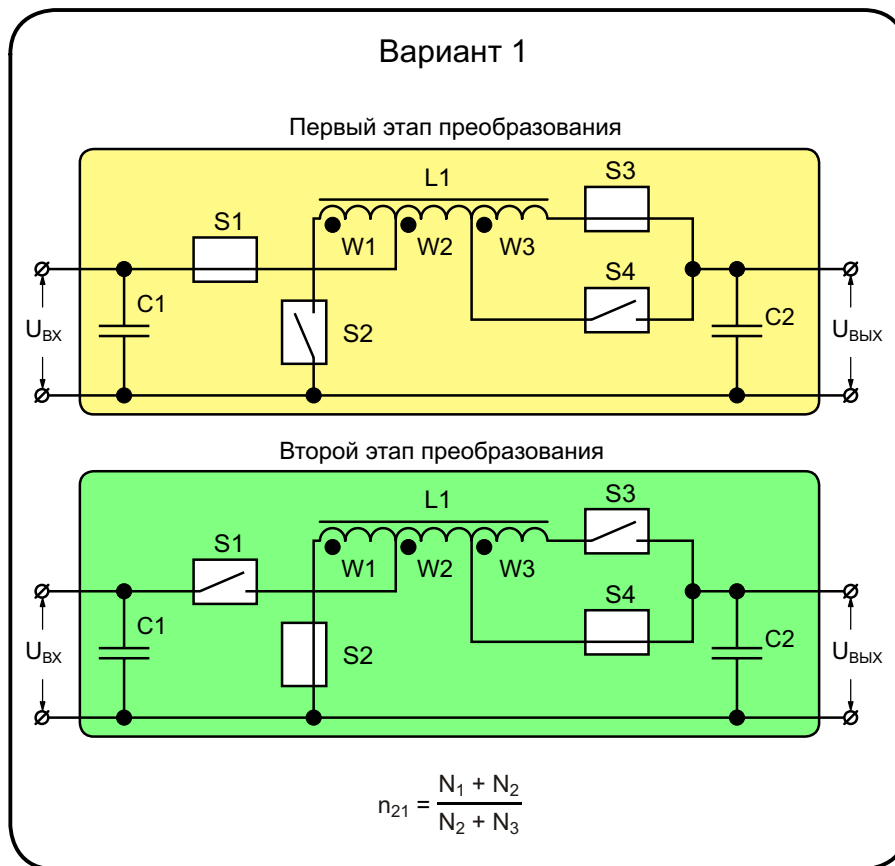 Вариант 1
Первый этап преобразования
L1
S3
S1
W1 W2 W3
S4
C1
S2
C2
U_ВХ
U_ВЫХ
Второй этап преобразования
L1
S3
S1
W1 W2 W3
S4
C1
S2
C2
U_ВХ
U_ВЫХ
n₂₁ = (N₁ + N₂) / (N₂ + N₃)